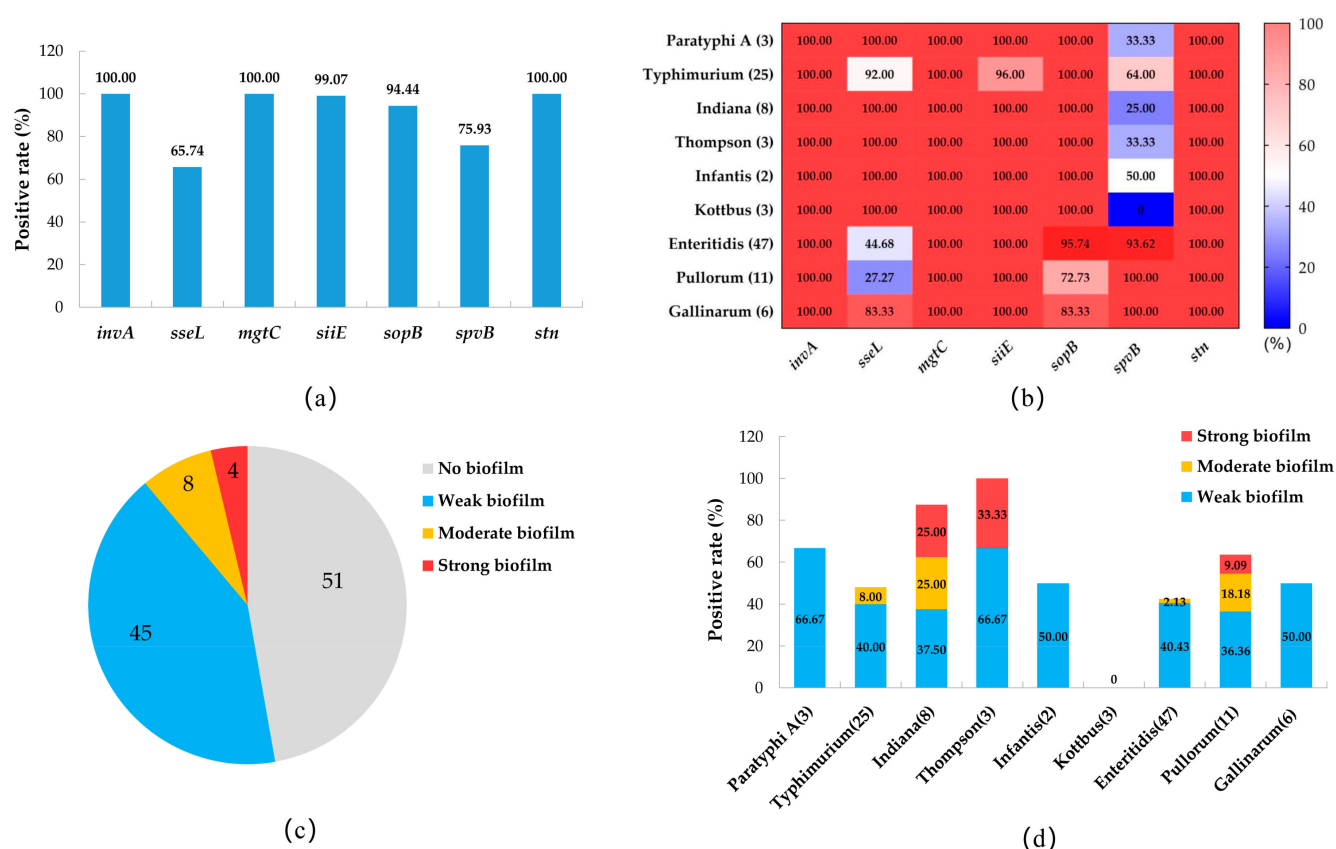 120
100
80
60
40
20
0
Positive rate (%)
100.00
65.74
100.00
99.07
94.44
75.93
100.00
invA
sseL
mgtC
siiE
sopB
spvB
stn
(a)
Paratyphi A (3) 100.00 100.00 100.00 100.00 100.00 33.33 100.00
Typhimurium (25) 100.00 92.00 100.00 96.00 100.00 64.00 100.00
Indiana (8) 100.00 100.00 100.00 100.00 100.00 25.00 100.00
Thompson (3) 100.00 100.00 100.00 100.00 100.00 33.33 100.00
Infantis (2) 100.00 100.00 100.00 100.00 100.00 50.00 100.00
Kottbus (3) 100.00 100.00 100.00 100.00 100.00 0 100.00
Enteritidis (47) 100.00 44.68 100.00 100.00 95.74 93.62 100.00
Pullorum (11) 100.00 27.27 100.00 100.00 72.73 100.00 100.00
Gallinarum (6) 100.00 83.33 100.00 100.00 83.33 100.00 100.00
invA
sseL
mgtC
siiE
sopB
spvB
stn
100
80
60
40
20
0
(%)
(b)
4
8
51
45
No biofilm
Weak biofilm
Moderate biofilm
Strong biofilm
(c)
Strong biofilm
Moderate biofilm
Weak biofilm
120
100
80
60
40
20
0
Positive rate (%)
66.67
8.00
40.00
25.00
25.00
37.50
33.33
66.67
50.00
0
2.13
40.43
9.09
18.18
36.36
50.00
Paratyphi A(3)
Typhimurium(25)
Indiana(8)
Thompson(3)
Infantis(2)
Kottbus(3)
Enteritidis(47)
Pullorum(11)
Gallinarum(6)
(d)